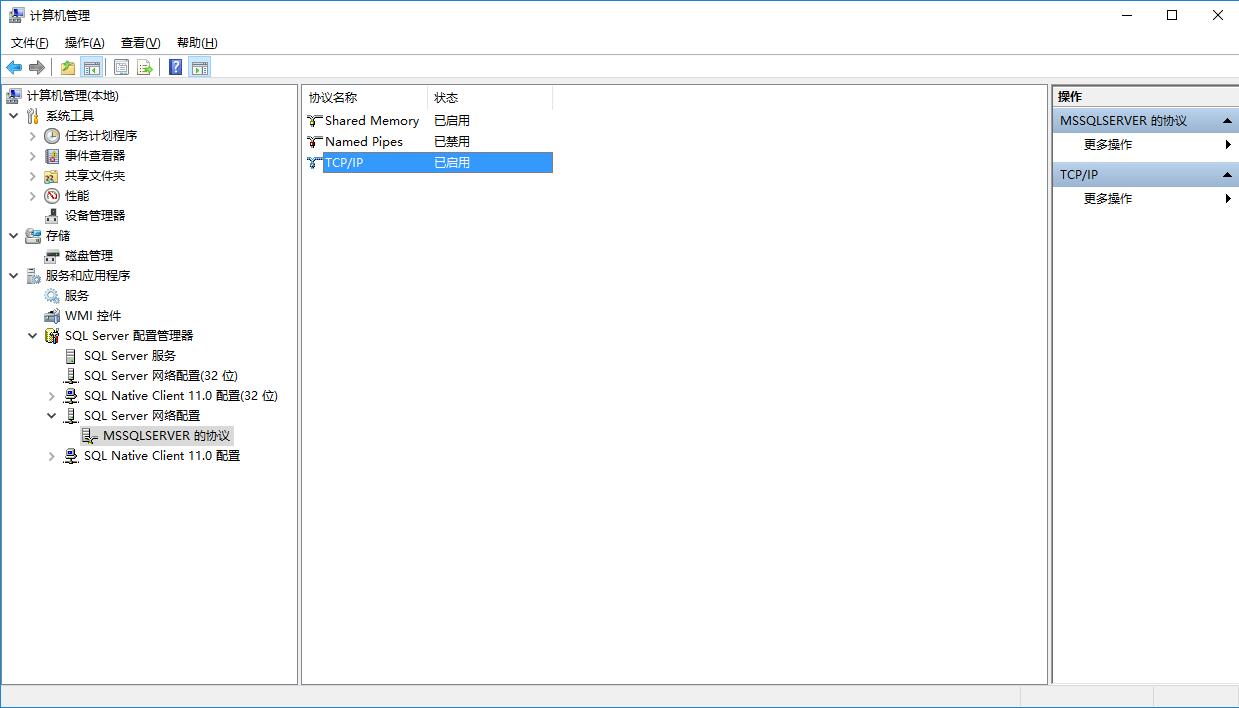 计算机管理
文件(F) 操作(A) 查看(V) 帮助(H)
计算机管理(本地)
系统工具
任务计划程序
事件查看器
共享文件夹
性能
设备管理器
存储
磁盘管理
服务和应用程序
服务
WMI 控件
SQL Server 配置管理器
SQL Server 服务
SQL Server 网络配置(32 位)
SQL Native Client 11.0 配置(32 位)
SQL Server 网络配置
MSSQLSERVER 的协议
SQL Native Client 11.0 配置
协议名称 状态
Shared Memory 已启用
Named Pipes 已禁用
TCP/IP 已启用
操作
MSSQLSERVER 的协议
更多操作
TCP/IP
更多操作